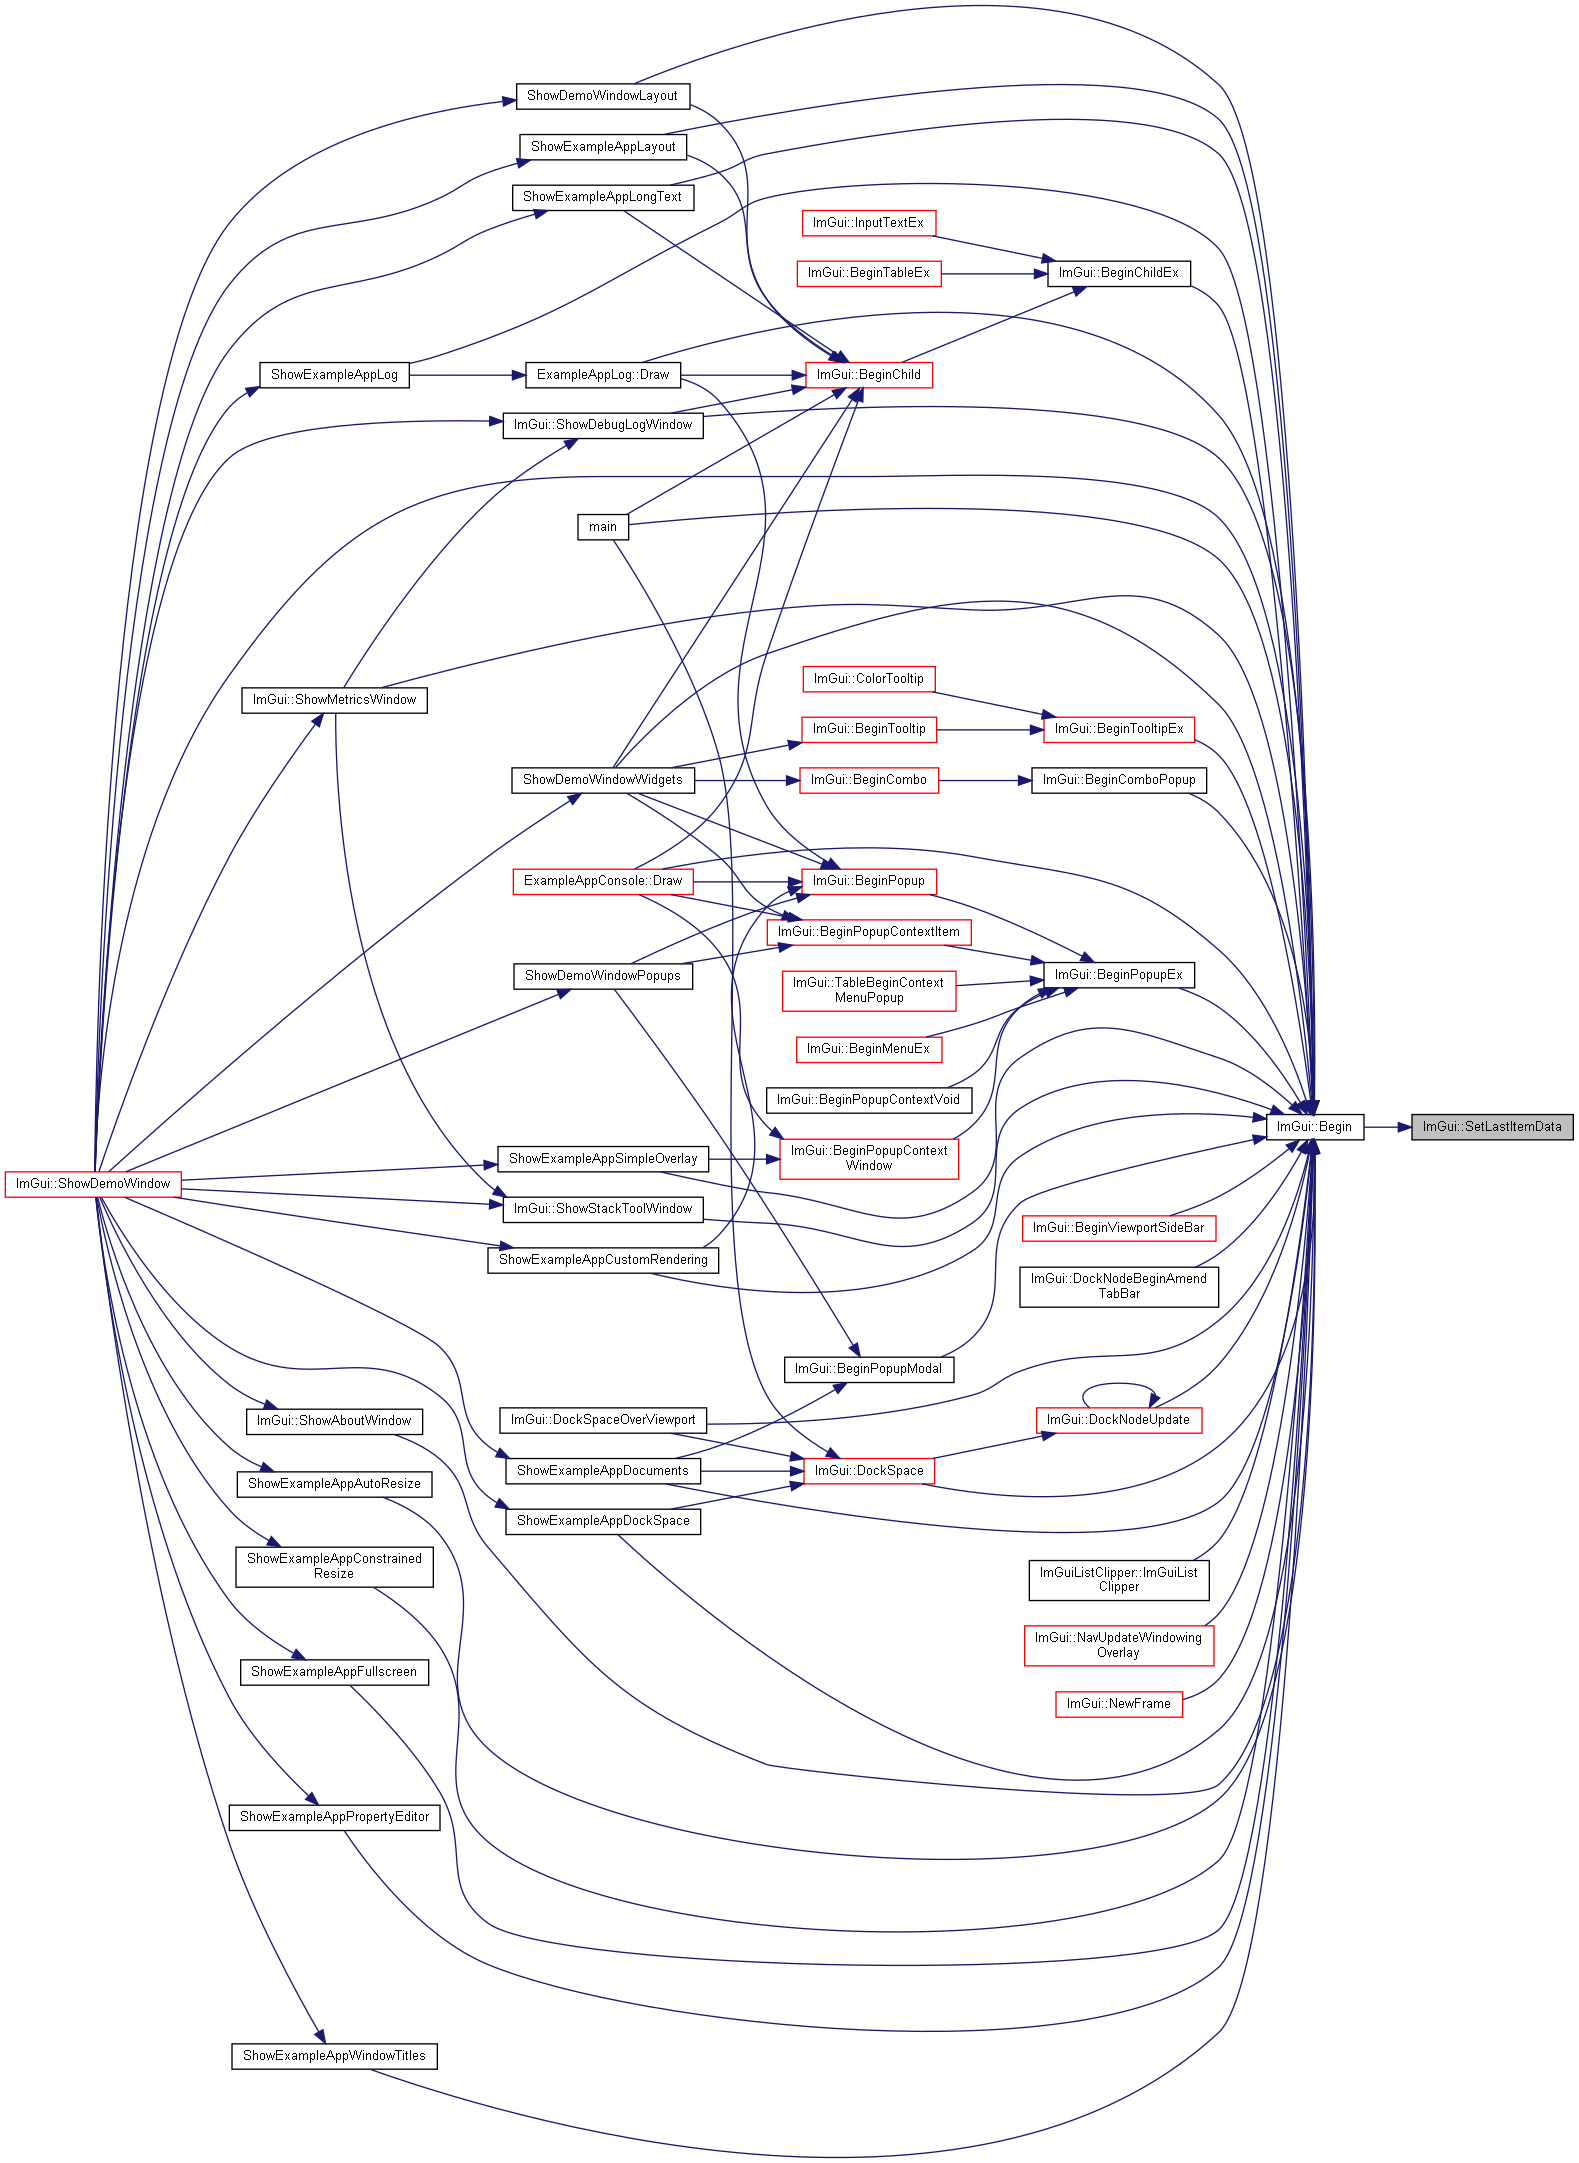 ShowDemoWindowLayout
ShowExampleAppLayout
ShowExampleAppLongText
ImGui::InputTextEx
ImGui::BeginTableEx
ImGui::BeginChildEx
ShowExampleAppLog
ExampleAppLog::Draw
ImGui::BeginChild
ImGui::ShowDebugLogWindow
main
ImGui::ColorTooltip
ImGui::ShowMetricsWindow
ImGui::BeginTooltip
ImGui::BeginTooltipEx
ShowDemoWindowWidgets
ImGui::BeginCombo
ImGui::BeginComboPopup
ExampleAppConsole::Draw
ImGui::BeginPopup
ImGui::BeginPopupContextItem
ShowDemoWindowPopups
ImGui::BeginPopupEx
ImGui::TableBeginContext
MenuPopup
ImGui::BeginMenuEx
ImGui::BeginPopupContextVoid
ImGui::Begin
ImGui::SetLastItemData
ShowExampleAppSimpleOverlay
ImGui::BeginPopupContext
Window
ImGui::ShowDemoWindow
ImGui::ShowStackToolWindow
ImGui::BeginViewportSideBar
ShowExampleAppCustomRendering
ImGui::DockNodeBeginAmend
TabBar
ImGui::BeginPopupModal
ImGui::ShowAboutWindow
ImGui::DockSpaceOverViewport
ImGui::DockNodeUpdate
ShowExampleAppDocuments
ImGui::DockSpace
ShowExampleAppAutoResize
ShowExampleAppDockSpace
ShowExampleAppConstrained
Resize
ImGuiListClipper::ImGuiList
Clipper
ImGui::NavUpdateWindowing
Overlay
ShowExampleAppFullscreen
ImGui::NewFrame
ShowExampleAppPropertyEditor
ShowExampleAppWindowTitles